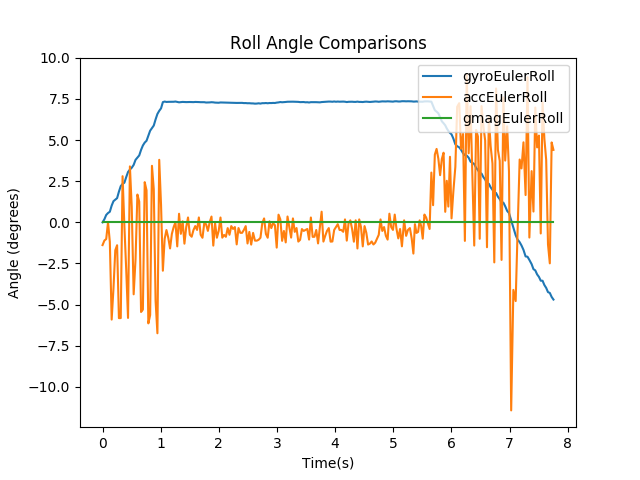 Roll Angle Comparisons
10.0
7.5
5.0
2.5
0.0
−2.5
−5.0
−7.5
−10.0
Angle (degrees)
gyroEulerRoll
accEulerRoll
gmagEulerRoll
0 1 2 3 4 5 6 7 8
Time(s)